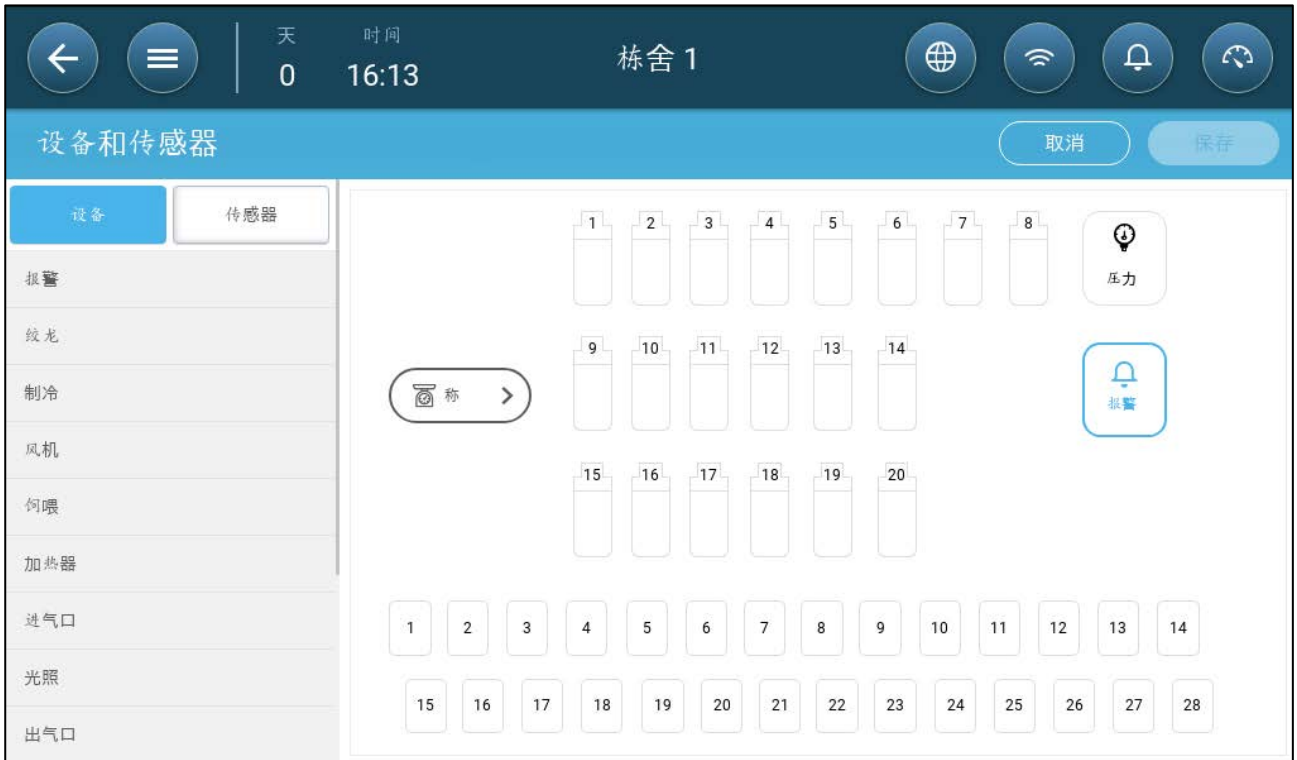 天 时间
0 16:13 栋舍 1
设备和传感器 取消 保存
设备 传感器
报警
绞龙
制冷
风机
饲喂
加热器
进气口
光照
出气口
1 2 3 4 5 6 7 8
压力
9 10 11 12 13 14
称
报警
15 16 17 18 19 20
1 2 3 4 5 6 7 8 9 10 11 12 13 14
15 16 17 18 19 20 21 22 23 24 25 26 27 28